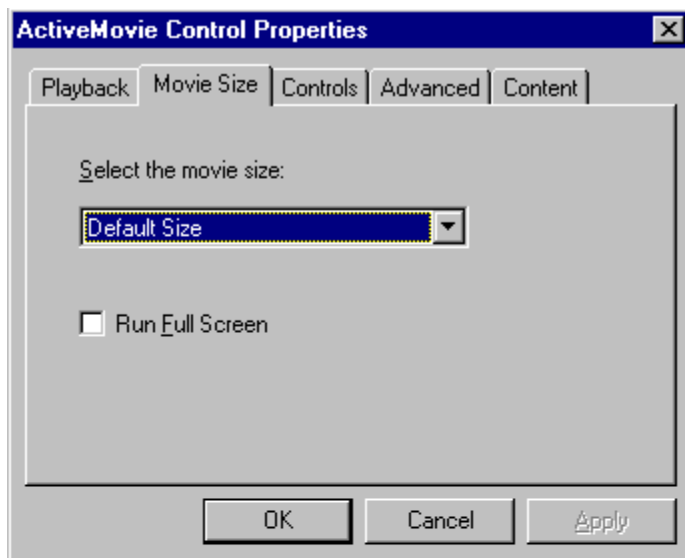 ActiveMovie Control Properties
Playback Movie Size Controls Advanced Content
Select the movie size:
Default Size
Run Full Screen
OK Cancel Apply